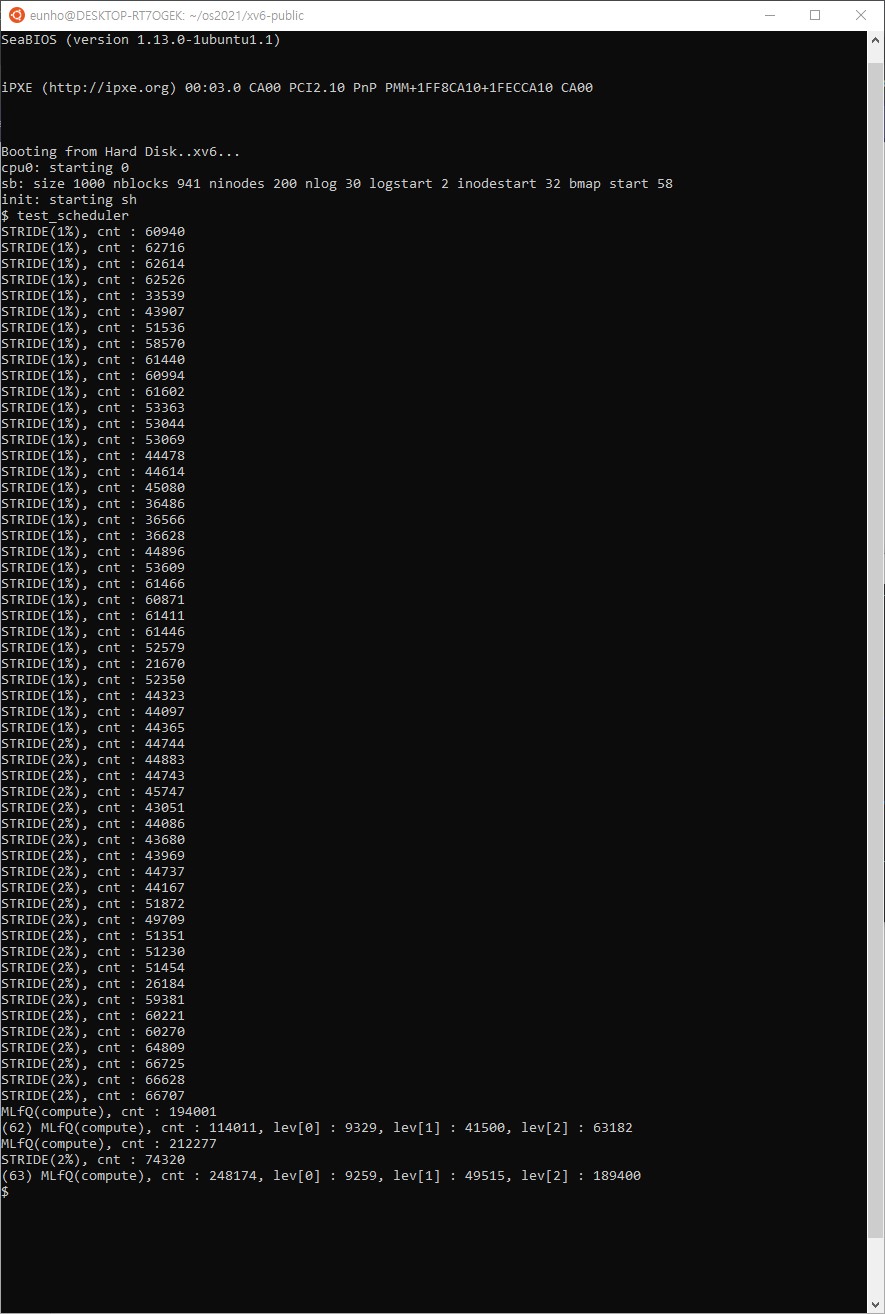 eunho@DESKTOP-RT7OGEK: ~/os2021/xv6-public
SeaBIOS (version 1.13.0-1ubuntu1.1)
iPXE (http://ipxe.org) 00:03.0 CA00 PCI2.10 PnP PMM+1FF8CA10+1FECCA10 CA00
Booting from Hard Disk..xv6...
cpu0: starting 0
sb: size 1000 nblocks 941 ninodes 200 nlog 30 logstart 2 inodestart 32 bmap start 58
init: starting sh
$ test_scheduler
STRIDE(1%), cnt : 60940
STRIDE(1%), cnt : 62716
STRIDE(1%), cnt : 62614
STRIDE(1%), cnt : 62526
STRIDE(1%), cnt : 33539
STRIDE(1%), cnt : 43907
STRIDE(1%), cnt : 51536
STRIDE(1%), cnt : 58570
STRIDE(1%), cnt : 61440
STRIDE(1%), cnt : 60994
STRIDE(1%), cnt : 61602
STRIDE(1%), cnt : 53363
STRIDE(1%), cnt : 53044
STRIDE(1%), cnt : 53069
STRIDE(1%), cnt : 44478
STRIDE(1%), cnt : 44614
STRIDE(1%), cnt : 45080
STRIDE(1%), cnt : 36486
STRIDE(1%), cnt : 36566
STRIDE(1%), cnt : 36628
STRIDE(1%), cnt : 44896
STRIDE(1%), cnt : 53609
STRIDE(1%), cnt : 61466
STRIDE(1%), cnt : 60871
STRIDE(1%), cnt : 61411
STRIDE(1%), cnt : 61446
STRIDE(1%), cnt : 52579
STRIDE(1%), cnt : 21670
STRIDE(1%), cnt : 52350
STRIDE(1%), cnt : 44323
STRIDE(1%), cnt : 44097
STRIDE(1%), cnt : 44365
STRIDE(2%), cnt : 44744
STRIDE(2%), cnt : 44883
STRIDE(2%), cnt : 44743
STRIDE(2%), cnt : 45747
STRIDE(2%), cnt : 43051
STRIDE(2%), cnt : 44086
STRIDE(2%), cnt : 43680
STRIDE(2%), cnt : 43969
STRIDE(2%), cnt : 44737
STRIDE(2%), cnt : 44167
STRIDE(2%), cnt : 51872
STRIDE(2%), cnt : 49709
STRIDE(2%), cnt : 51351
STRIDE(2%), cnt : 51230
STRIDE(2%), cnt : 51454
STRIDE(2%), cnt : 26184
STRIDE(2%), cnt : 59381
STRIDE(2%), cnt : 60221
STRIDE(2%), cnt : 60270
STRIDE(2%), cnt : 64809
STRIDE(2%), cnt : 66725
STRIDE(2%), cnt : 66628
STRIDE(2%), cnt : 66707
MLfQ(compute), cnt : 194001
(62) MLfQ(compute), cnt : 114011, lev[0] : 9329, lev[1] : 41500, lev[2] : 63182
MLfQ(compute), cnt : 212277
STRIDE(2%), cnt : 74320
(63) MLfQ(compute), cnt : 248174, lev[0] : 9259, lev[1] : 49515, lev[2] : 189400
$